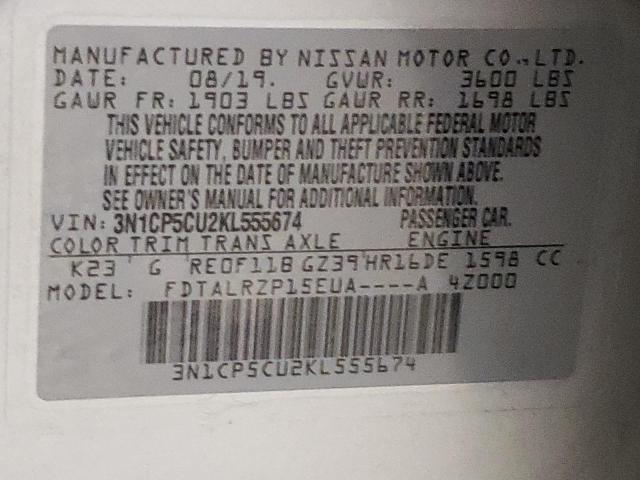 MANUFACTURED BY NISSAN MOTOR CO., LTD.
DATE: 08/19. GVWR: 3600 LBS
GAWR FR: 1903 LBS GAWR RR: 1698 LBS
THIS VEHICLE CONFORMS TO ALL APPLICABLE FEDERAL MOTOR
VEHICLE SAFETY, BUMPER AND THEFT PREVENTION STANDARDS
IN EFFECT ON THE DATE OF MANUFACTURE SHOWN ABOVE.
SEE OWNER'S MANUAL FOR ADDITIONAL INFORMATION.
VIN: 3N1CP5CU2KL555674 PASSENGER CAR.
COLOR TRIM TRANS AXLE ENGINE
K23 G RE0F11B GZ39 HR16DE 1598 CC
MODEL: FDTALRZP15EUA----A 4Z000
3N1CP5CU2KL555674